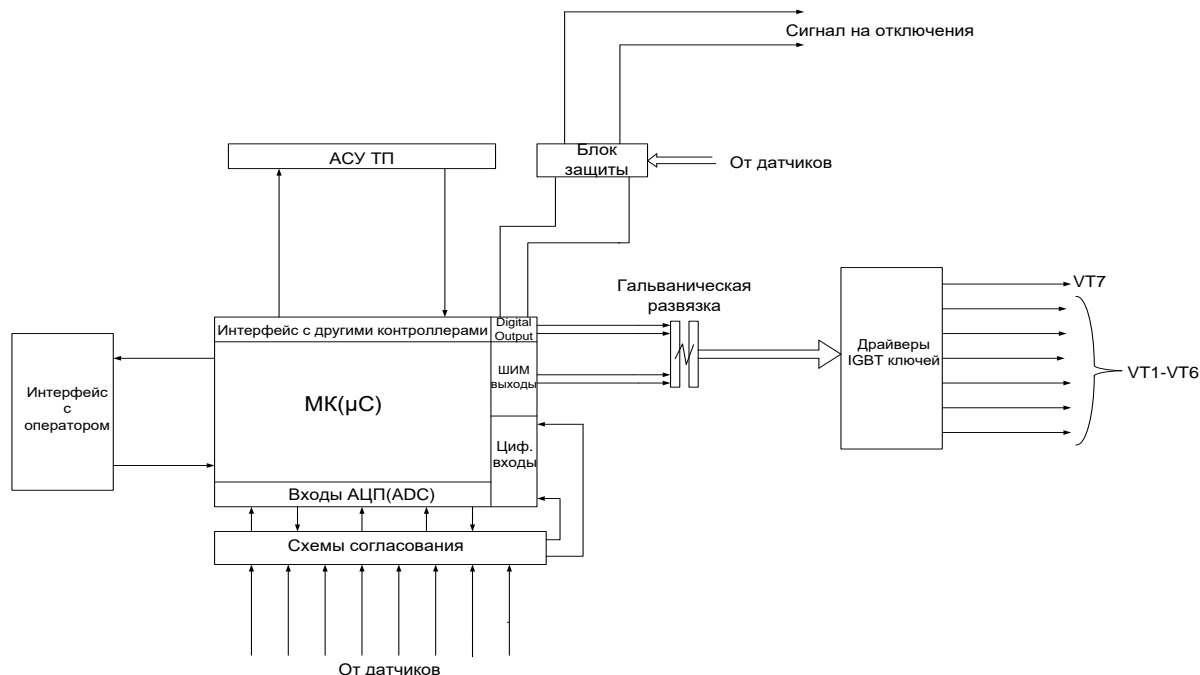 Сигнал на отключения
АСУ ТП
Блок
защиты
От датчиков
Гальваническая
развязка
VT7
Интерфейс с другими контроллерами
Digital
Output
Драйверы
IGBT ключей
VT1-VT6
Интерфейс
с
оператором
МК(µC)
ШИМ
выходы
Циф.
входы
Входы АЦП(ADC)
Схемы согласования
От датчиков